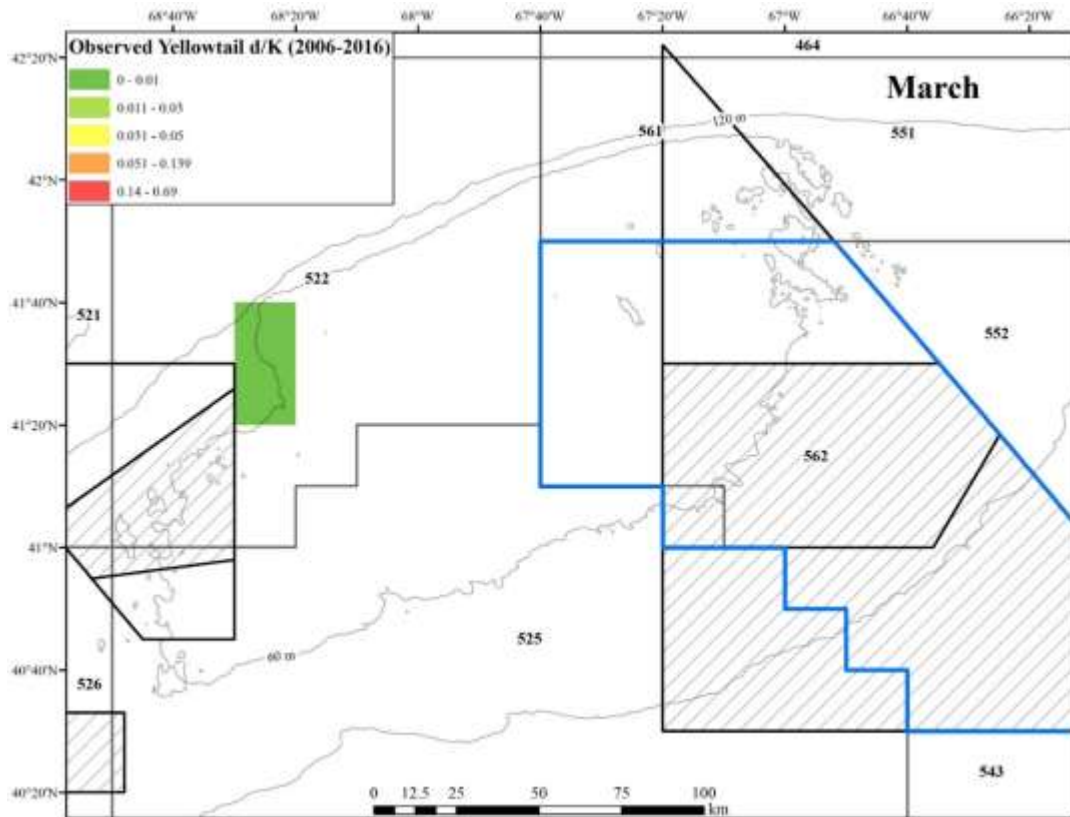 68°40'W 68°20'W 68°W 67°40'W 67°20'W 67°W 66°40'W 66°20'W
Observed Yellowtail d/K (2006-2016)
0 - 0.01
0.011 - 0.03
0.031 - 0.05
0.051 - 0.139
0.14 - 0.69
March
42°20'N
42°N
41°40'N
41°20'N
41°N
40°40'N
40°20'N
464
561
120 m
551
522
521
552
562
525
60 m
526
543
0 12.5 25 50 75 100
km